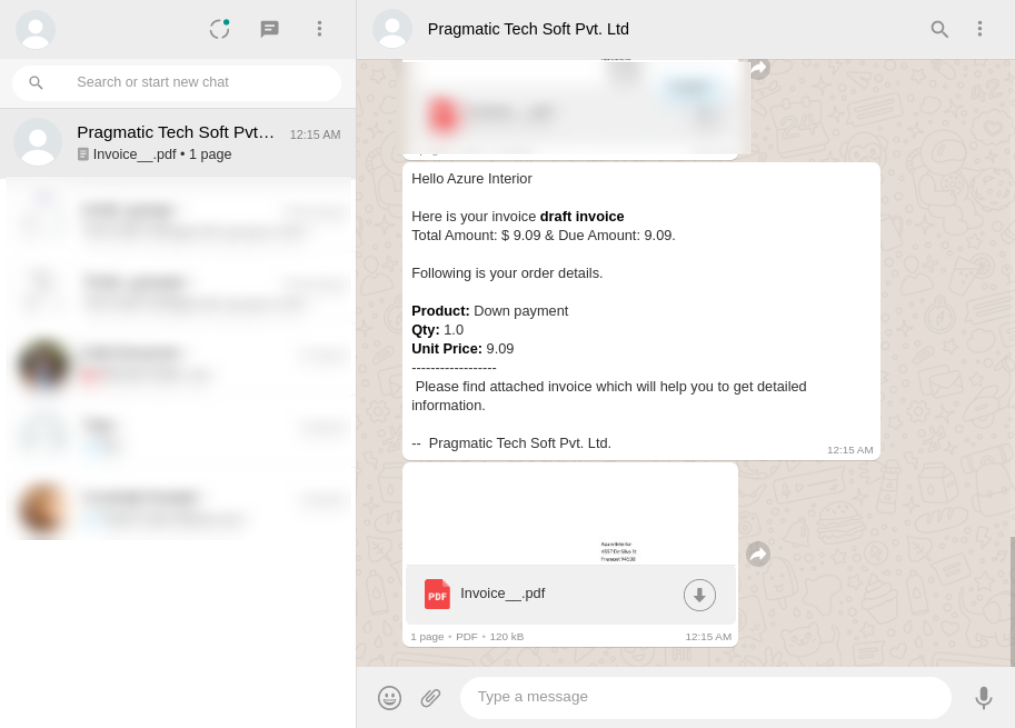 Pragmatic Tech Soft Pvt. Ltd
Search or start new chat
Pragmatic Tech Soft Pvt…
12:15 AM
Invoice__.pdf • 1 page
Hello Azure Interior
Here is your invoice draft invoice
Total Amount: $ 9.09 & Due Amount: 9.09.
Following is your order details.
Product: Down payment
Qty: 1.0
Unit Price: 9.09
------------------
Please find attached invoice which will help you to get detailed
information.
-- Pragmatic Tech Soft Pvt. Ltd.
12:15 AM
Azure Interior
PDF
Invoice__.pdf
1 page • PDF • 120 kB
12:15 AM
Type a message